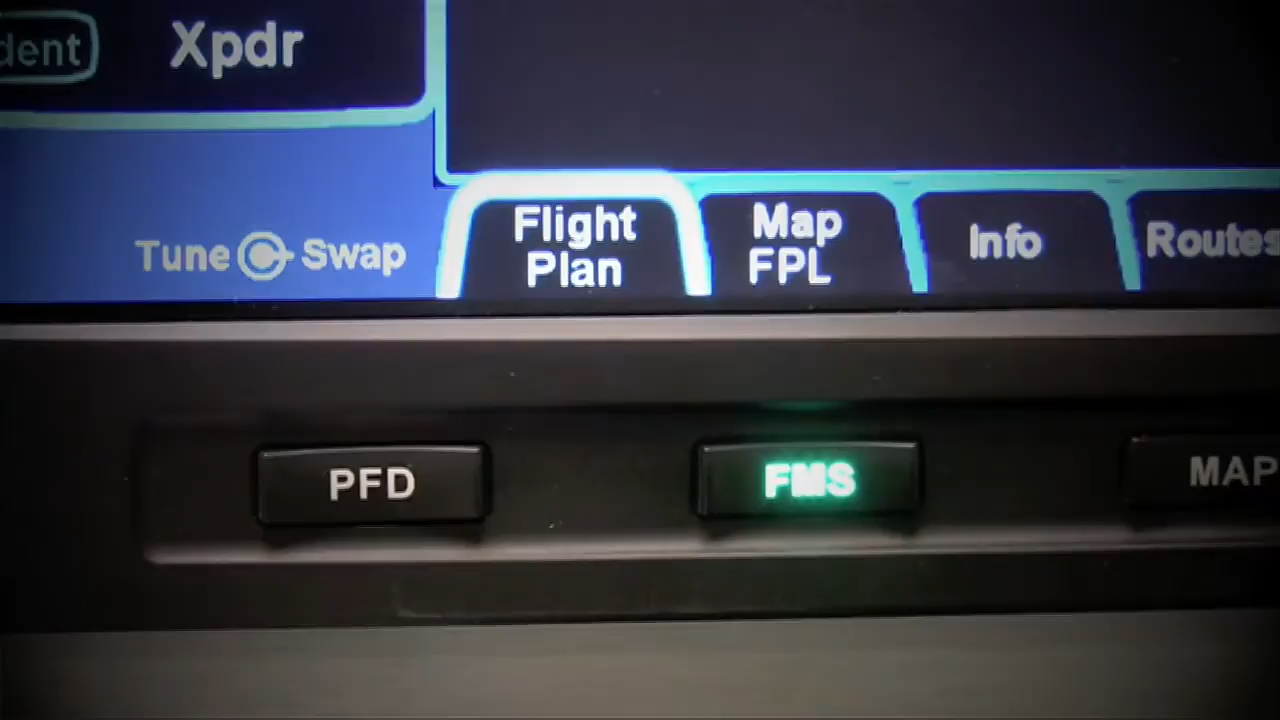 dent
Xpdr
Tune Swap
Flight
Plan
Map
FPL
Info
Routes
PFD
FMS
MAP